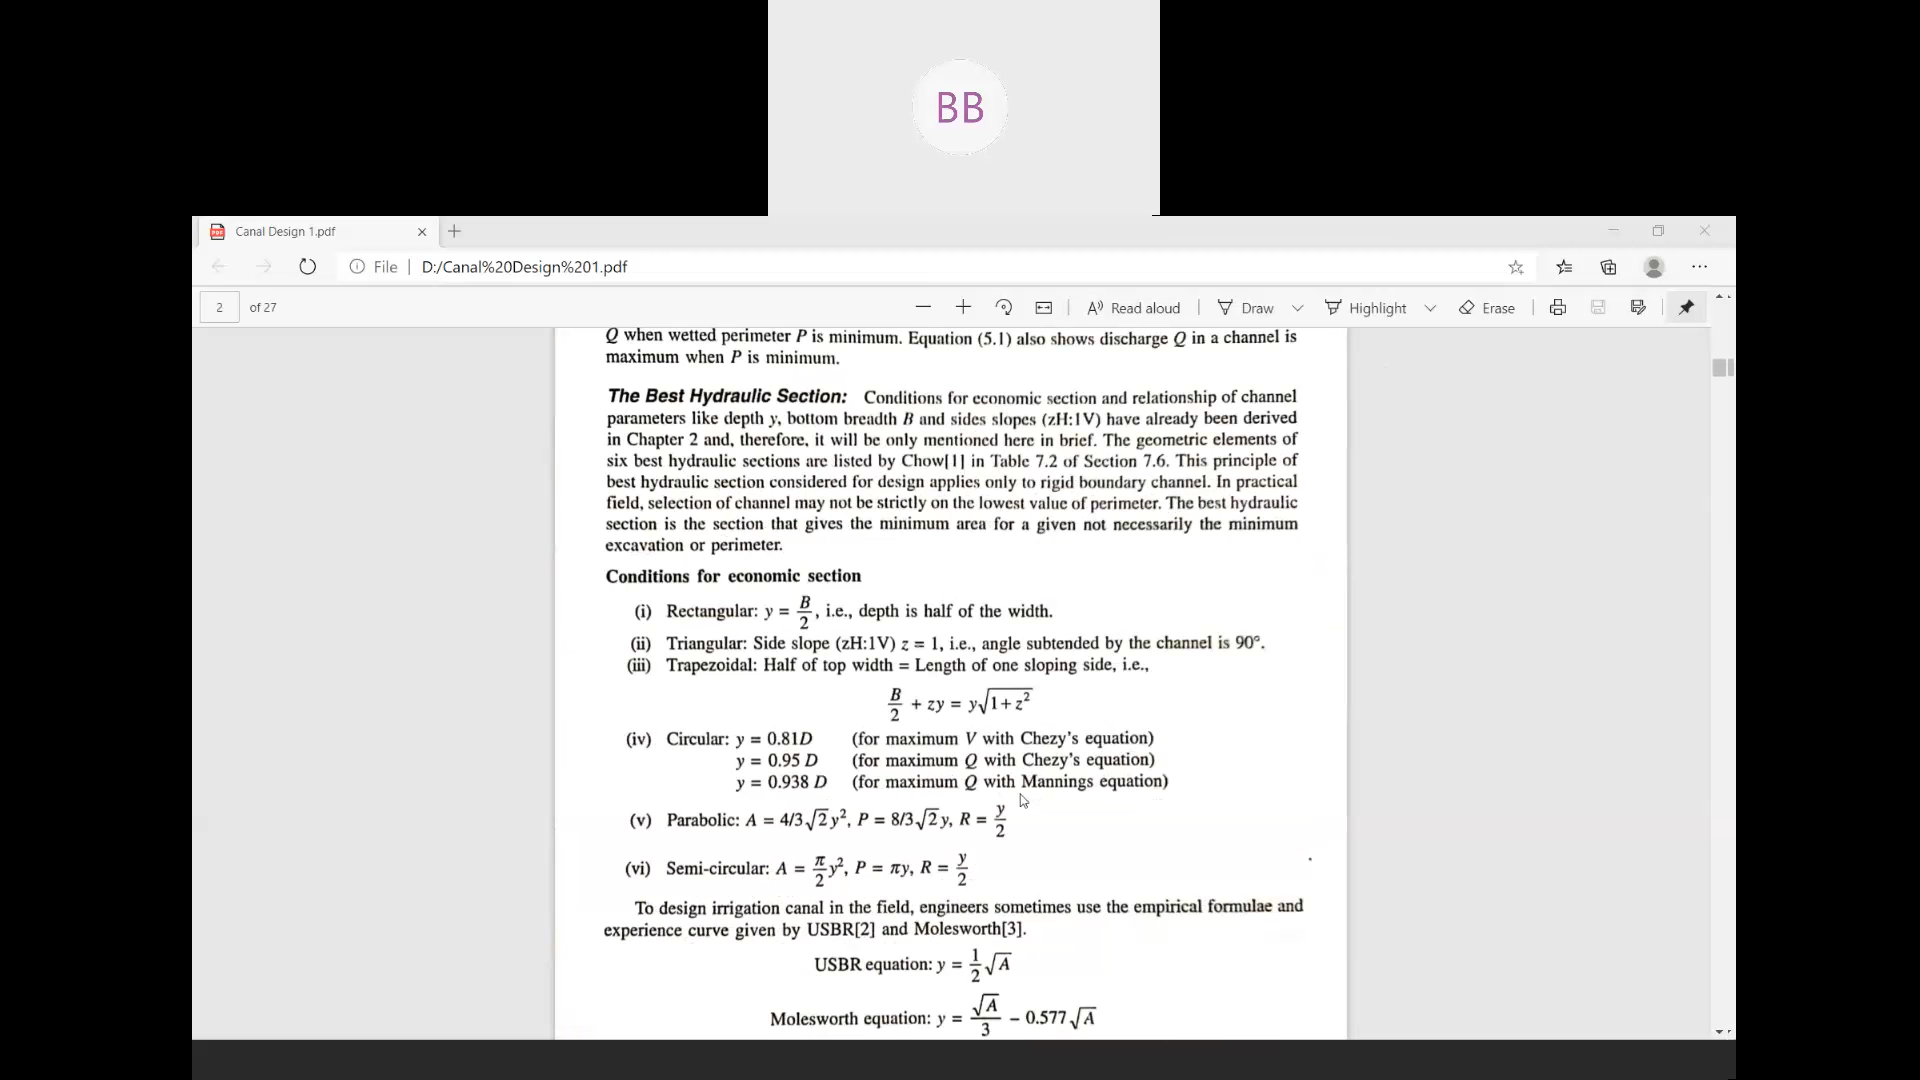 BB
Canal Design 1.pdf
File | D:/Canal%20Design%201.pdf
2 of 27
Read aloud | Draw Highlight Erase
Q when wetted perimeter P is minimum. Equation (5.1) also shows discharge Q in a channel is
maximum when P is minimum.
The Best Hydraulic Section: Conditions for economic section and relationship of channel
parameters like depth y, bottom breadth B and sides slopes (zH:1V) have already been derived
in Chapter 2 and, therefore, it will be only mentioned here in brief. The geometric elements of
six best hydraulic sections are listed by Chow[1] in Table 7.2 of Section 7.6. This principle of
best hydraulic section considered for design applies only to rigid boundary channel. In practical
field, selection of channel may not be strictly on the lowest value of perimeter. The best hydraulic
section is the section that gives the minimum area for a given not necessarily the minimum
excavation or perimeter.
Conditions for economic section
(i) Rectangular: y = B/2, i.e., depth is half of the width.
(ii) Triangular: Side slope (zH:1V) z = 1, i.e., angle subtended by the channel is 90°.
(iii) Trapezoidal: Half of top width = Length of one sloping side, i.e.,
B/2 + zy = y√(1+z²)
(iv) Circular: y = 0.81D (for maximum V with Chezy's equation)
y = 0.95 D (for maximum Q with Chezy's equation)
y = 0.938 D (for maximum Q with Mannings equation)
(v) Parabolic: A = 4/3√2y², P = 8/3√2y, R = y/2
(vi) Semi-circular: A = π/2y², P = πy, R = y/2
To design irrigation canal in the field, engineers sometimes use the empirical formulae and
experience curve given by USBR[2] and Molesworth[3].
USBR equation: y = 1/2√A
Molesworth equation: y = √A/3 − 0.577√A